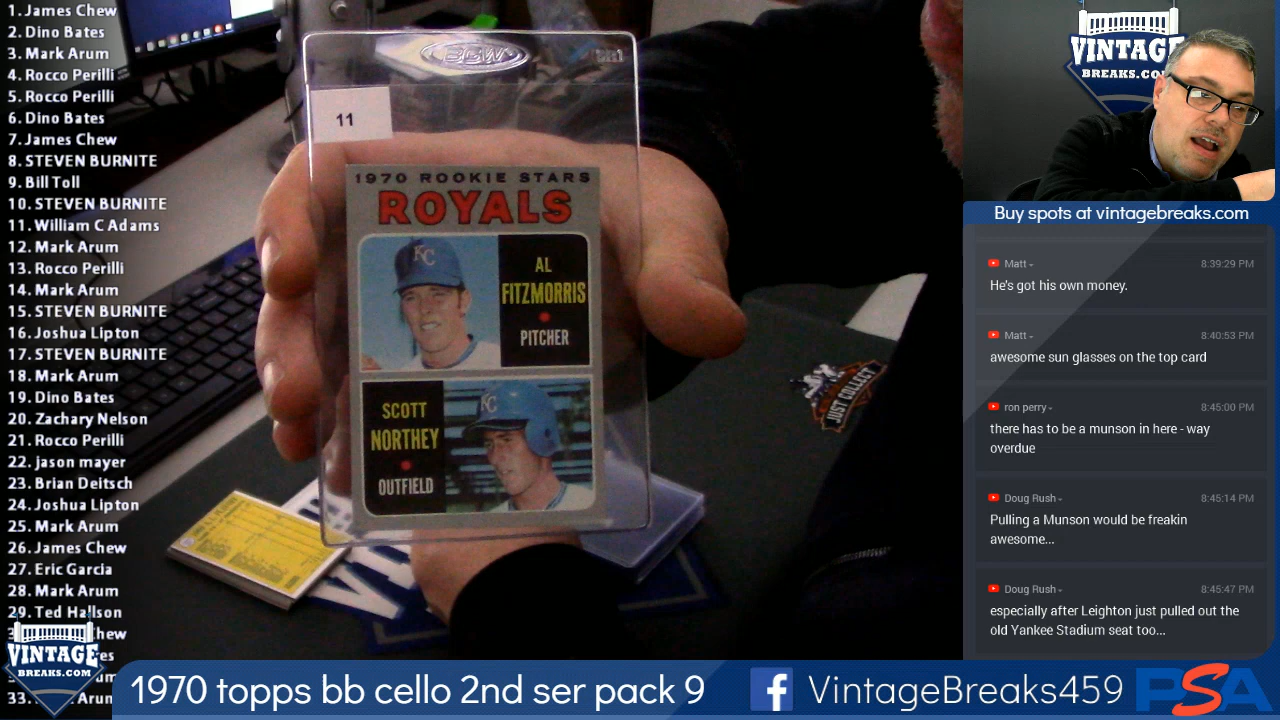 1. James Chew
2. Dino Bates
3. Mark Arum
4. Rocco Perilli
5. Rocco Perilli
6. Dino Bates
7. James Chew
8. STEVEN BURNITE
9. Bill Toll
10. STEVEN BURNITE
11. William C Adams
12. Mark Arum
13. Rocco Perilli
14. Mark Arum
15. STEVEN BURNITE
16. Joshua Lipton
17. STEVEN BURNITE
18. Mark Arum
19. Dino Bates
20. Zachary Nelson
21. Rocco Perilli
22. jason mayer
23. Brian Deitsch
24. Joshua Lipton
25. Mark Arum
26. James Chew
27. Eric Garcia
28. Mark Arum
29. Ted Hallson
33.
VINTAGE
BREAKS.COM
11
1970 ROOKIE STARS
ROYALS
KC
AL
FITZMORRIS
PITCHER
SCOTT
NORTHEY
OUTFIELD
KC
JUST COLLECT
VINTAGE
BREAKS.COM
Buy spots at vintagebreaks.com
Matt 8:39:29 PM
He's got his own money.
Matt 8:40:53 PM
awesome sun glasses on the top card
ron perry 8:45:00 PM
there has to be a munson in here - way
overdue
Doug Rush 8:45:14 PM
Pulling a Munson would be freakin
awesome...
Doug Rush 8:45:47 PM
especially after Leighton just pulled out the
old Yankee Stadium seat too...
1970 topps bb cello 2nd ser pack 9
f VintageBreaks459
PSA